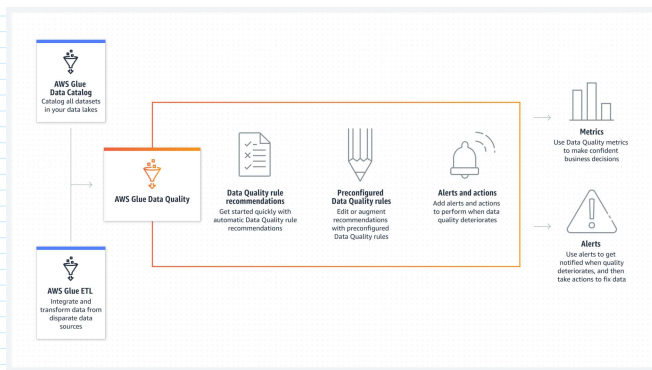 AWS Glue
Data Catalog
Catalog all datasets
in your data lakes
AWS Glue Data Quality
AWS Glue ETL
Integrate and
transform data from
disparate data
sources
Data Quality rule
recommendations
Get started quickly with
automatic Data Quality rule
recommendations
Preconfigured
Data Quality rules
Edit or augment
recommendations
with preconfigured
Data Quality rules
Alerts and actions
Add alerts and actions
to perform when data
quality deteriorates
Metrics
Use Data Quality metrics
to make confident
business decisions
Alerts
Use alerts to get
notified when quality
deteriorates, and then
take actions to fix data